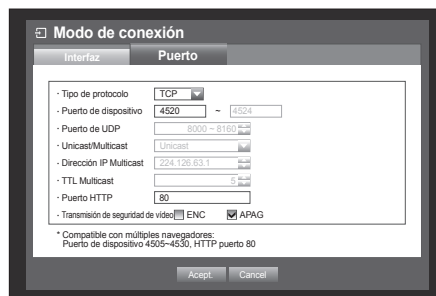 Modo de conexión
Interfaz Puerto
· Tipo de protocolo TCP
· Puerto de dispositivo 4520 ~ 4524
· Puerto de UDP 8000 ~ 8160
· Unicast/Multicast Unicast
· Dirección IP Multicast 224.126.63.1
· TTL Multicast 5
· Puerto HTTP 80
· Transmisión de seguridad de vídeo ENC APAG
* Compatible con múltiples navegadores:
Puerto de dispositivo 4505~4530, HTTP puerto 80
Acept. Cancel